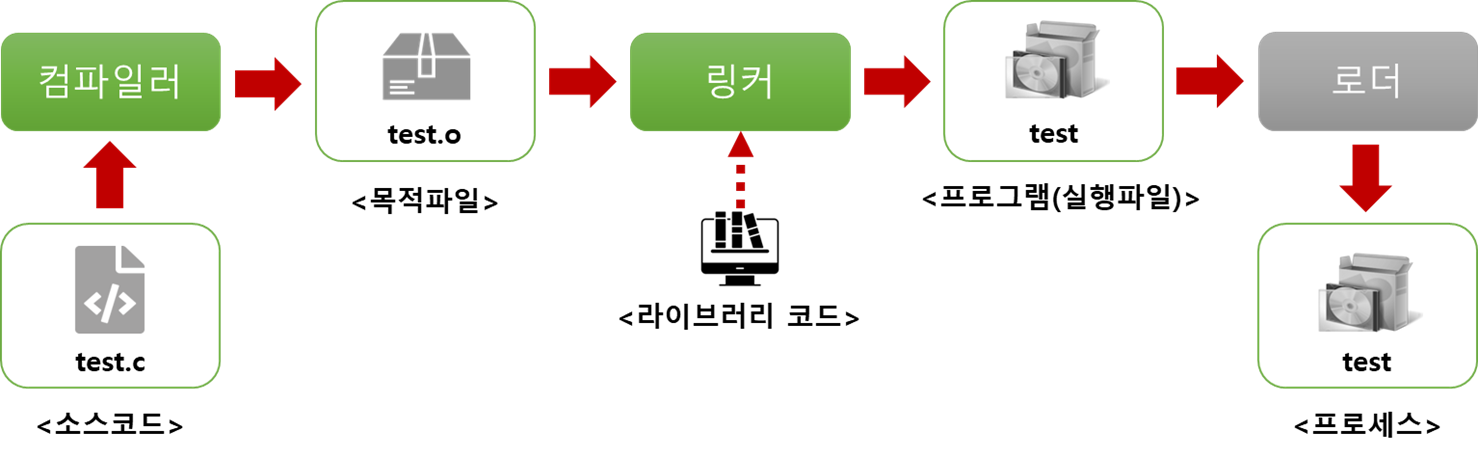 컴파일러
test.o
<목적파일>
링커
test
<프로그램(실행파일)>
로더
test.c
<소스코드>
<라이브러리 코드>
test
<프로세스>